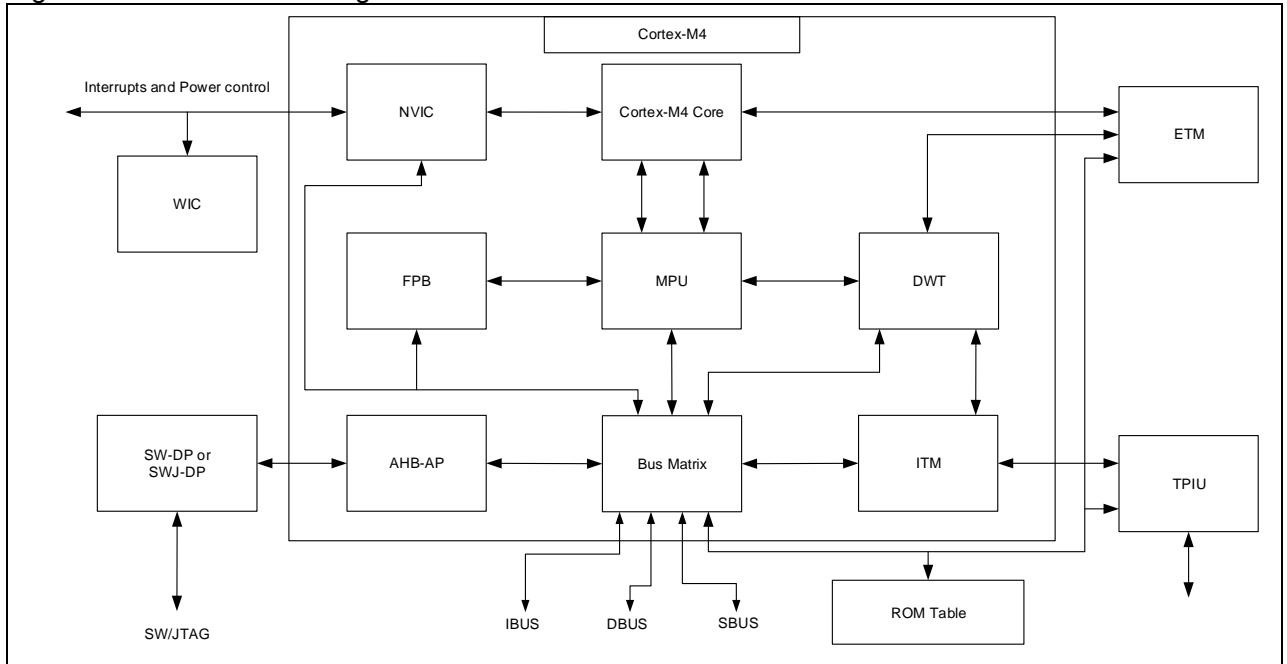 Cortex-M4
Interrupts and Power control
NVIC
Cortex-M4 Core
ETM
WIC
FPB
MPU
DWT
SW-DP or
SWJ-DP
AHB-AP
Bus Matrix
ITM
TPIU
IBUS
DBUS
SBUS
ROM Table
SW/JTAG